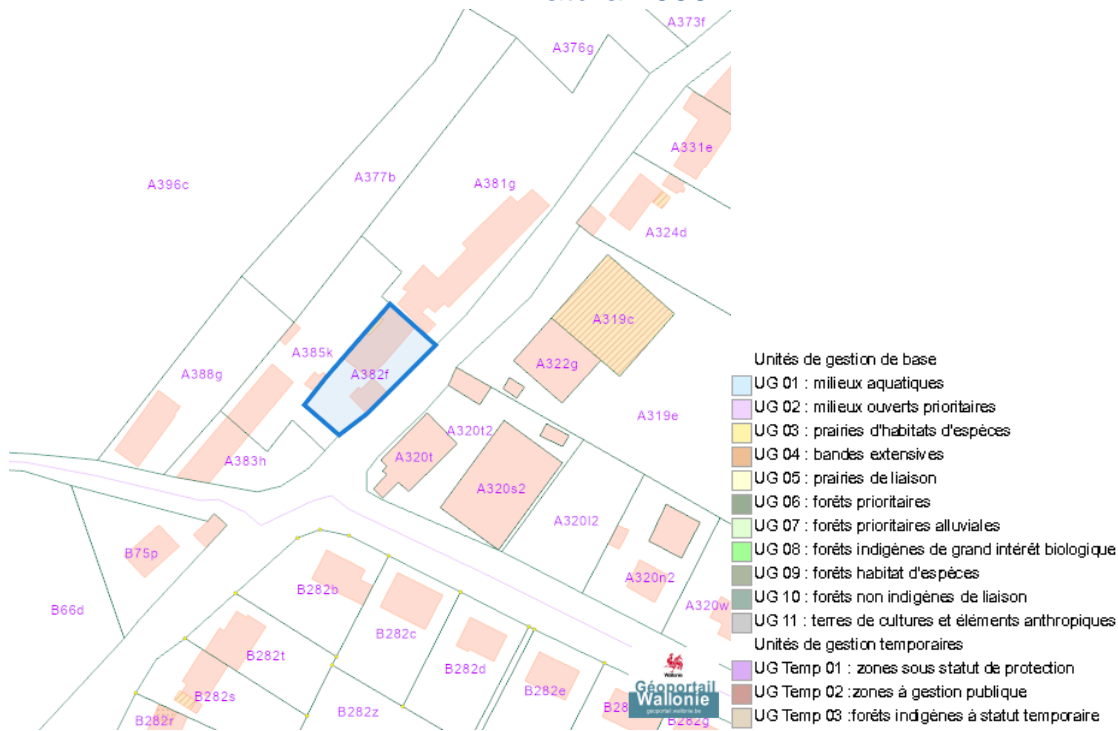 A373f
A376g
A331e
A396c
A377b
A381g
A324d
A319c
A322g
A385k
A382f
A388g
A319e
A320t2
A320t
A383h
A320s2
A320l2
B75p
A320n2
B282b
A320w
B66d
B282c
B282t
B282d
B282s
B282e
B282z
B282r
B282g
Wallonie
Géoportail
Wallonie
geoportail.wallonie.be
Unités de gestion de base
UG 01 : milieux aquatiques
UG 02 : milieux ouverts prioritaires
UG 03 : prairies d'habitats d'espèces
UG 04 : bandes extensives
UG 05 : prairies de liaison
UG 06 : forêts prioritaires
UG 07 : forêts prioritaires alluviales
UG 08 : forêts indigènes de grand intérêt biologique
UG 09 : forêts habitat d'espèces
UG 10 : forêts non indigènes de liaison
UG 11 : terres de cultures et éléments anthropiques
Unités de gestion temporaires
UG Temp 01 : zones sous statut de protection
UG Temp 02 :zones à gestion publique
UG Temp 03 :forêts indigènes à statut temporaire